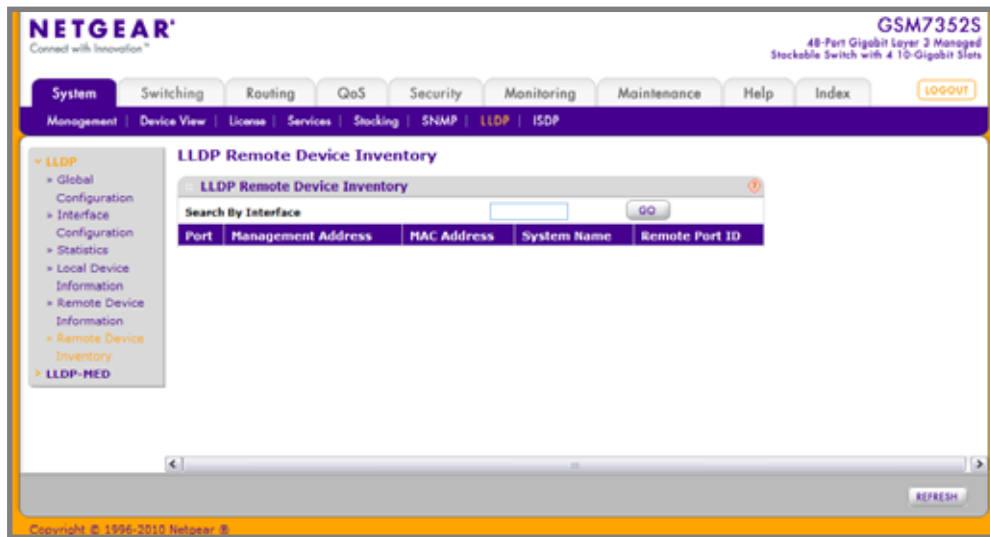 NETGEAR®
Connect with Innovation™
GSM7352S
48-Port Gigabit Layer 3 Managed
Stackable Switch with 4 10-Gigabit Slots
System Switching Routing QoS Security Monitoring Maintenance Help Index LOGOUT
Management | Device View | License | Services | Stocking | SNMP | LLDP | ISDP
LLDP
Global
Configuration
Interface
Configuration
Statistics
Local Device
Information
Remote Device
Information
Remote Device
Inventory
LLDP-MED
LLDP Remote Device Inventory
LLDP Remote Device Inventory ?
Search By Interface GO
Port Management Address MAC Address System Name Remote Port ID
REFRESH
Copyright © 1996-2010 Netgear ®